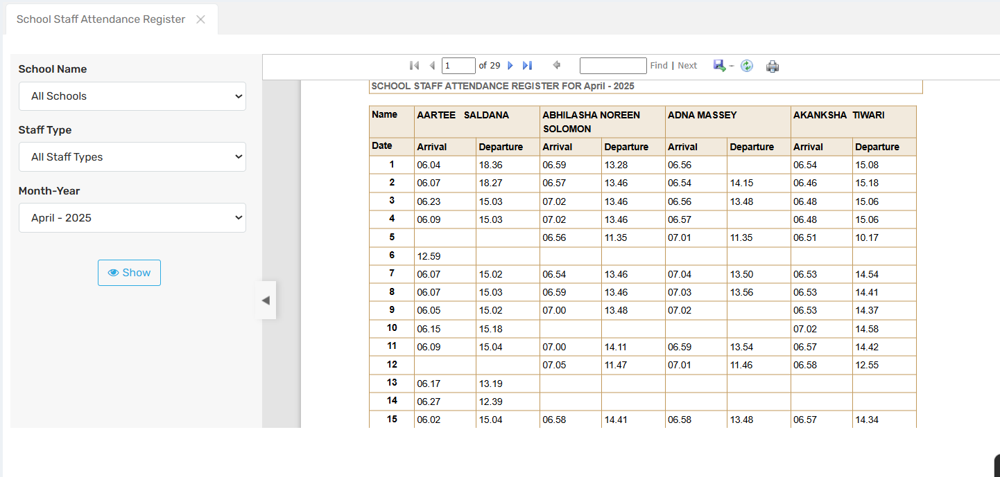 School Staff Attendance Register
School Name
All Schools
Staff Type
All Staff Types
Month-Year
April - 2025
Show
1 of 29 Find | Next
SCHOOL STAFF ATTENDANCE REGISTER FOR April - 2025
Name AARTEE SALDANA ABHILASHA NOREEN SOLOMON ADNA MASSEY AKANKSHA TIWARI
Date Arrival Departure Arrival Departure Arrival Departure Arrival Departure
1 06.04 18.36 06.59 13.28 06.56 06.54 15.08
2 06.07 18.27 06.57 13.46 06.54 14.15 06.46 15.18
3 06.23 15.03 07.02 13.46 06.56 13.48 06.48 15.06
4 06.09 15.03 07.02 13.46 06.57 06.48 15.06
5 06.56 11.35 07.01 11.35 06.51 10.17
6 12.59
7 06.07 15.02 06.54 13.46 07.04 13.50 06.53 14.54
8 06.07 15.03 06.59 13.46 07.03 13.56 06.53 14.41
9 06.05 15.02 07.00 13.48 07.02 06.53 14.37
10 06.15 15.18 07.02 14.58
11 06.09 15.04 07.00 14.11 06.59 13.54 06.57 14.42
12 07.05 11.47 07.01 11.46 06.58 12.55
13 06.17 13.19
14 06.27 12.39
15 06.02 15.04 06.58 14.41 06.58 13.48 06.57 14.34